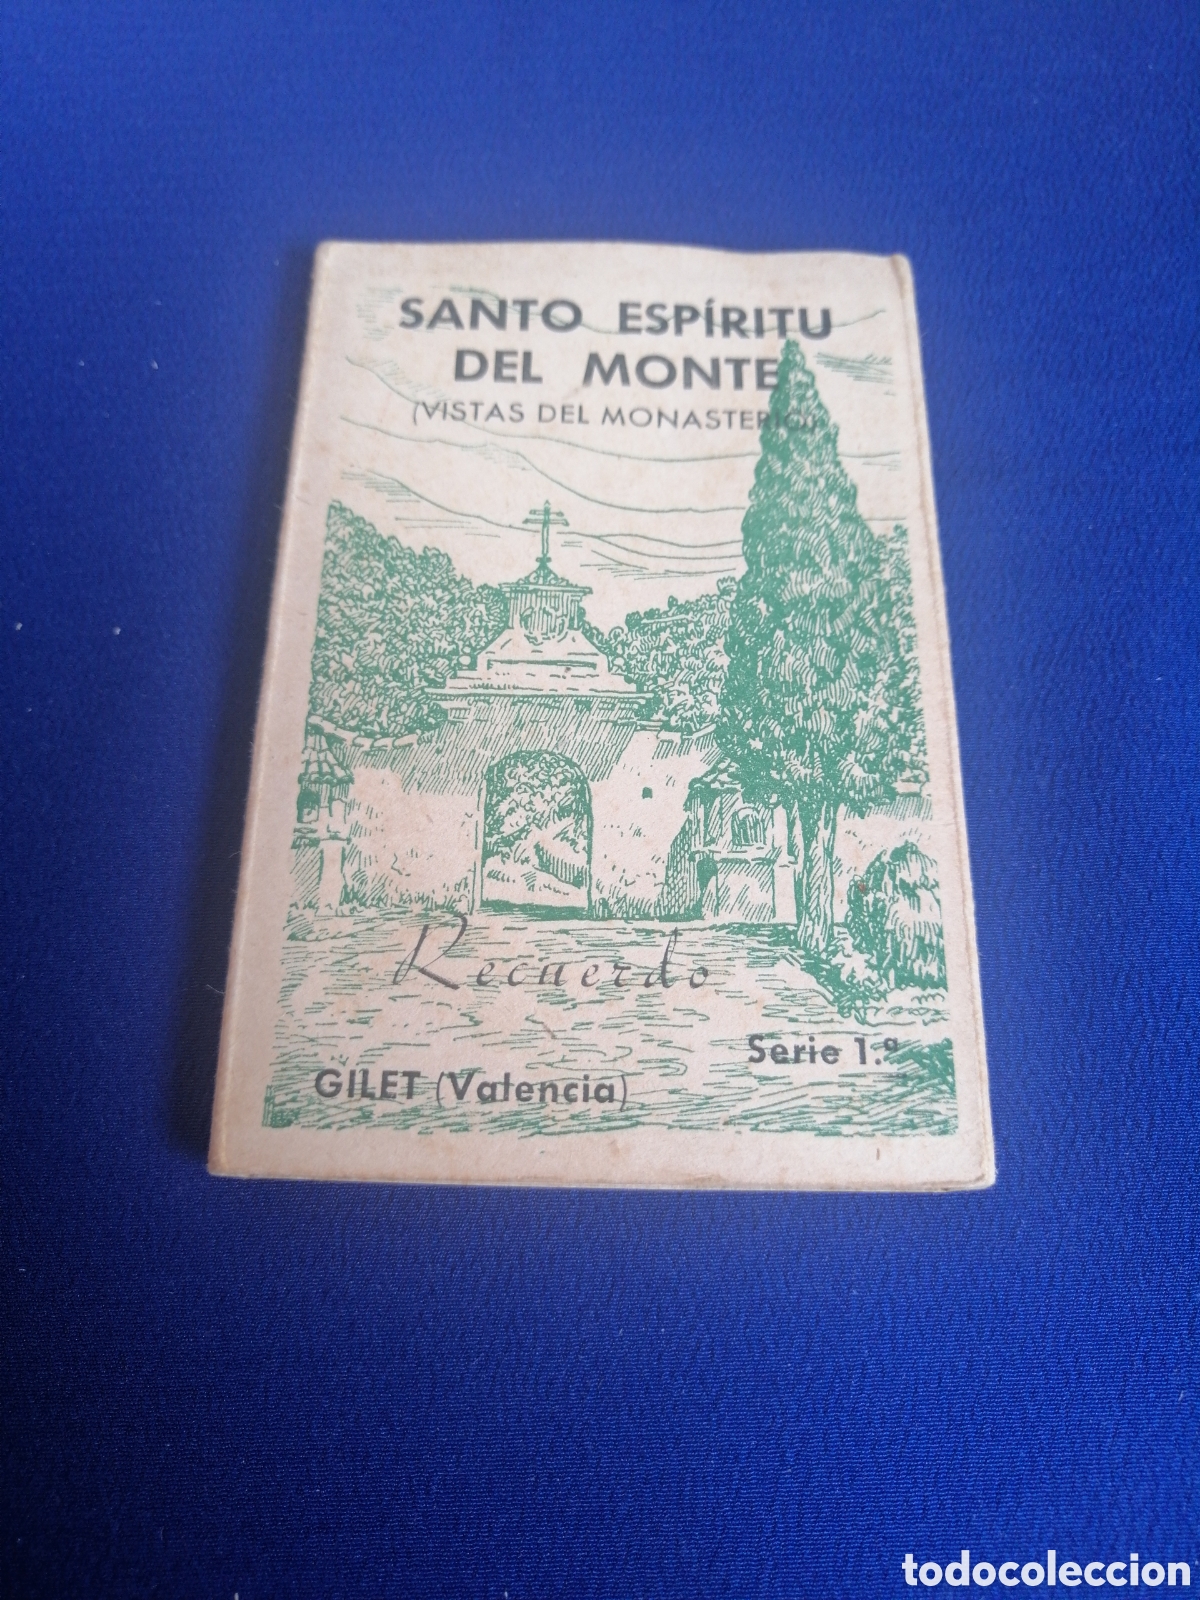 SANTO ESPÍRITU
DEL MONTE
(VISTAS DEL MONASTERIO)
Recuerdo
Serie 1.ª
GILET (Valencia)
todocoleccion